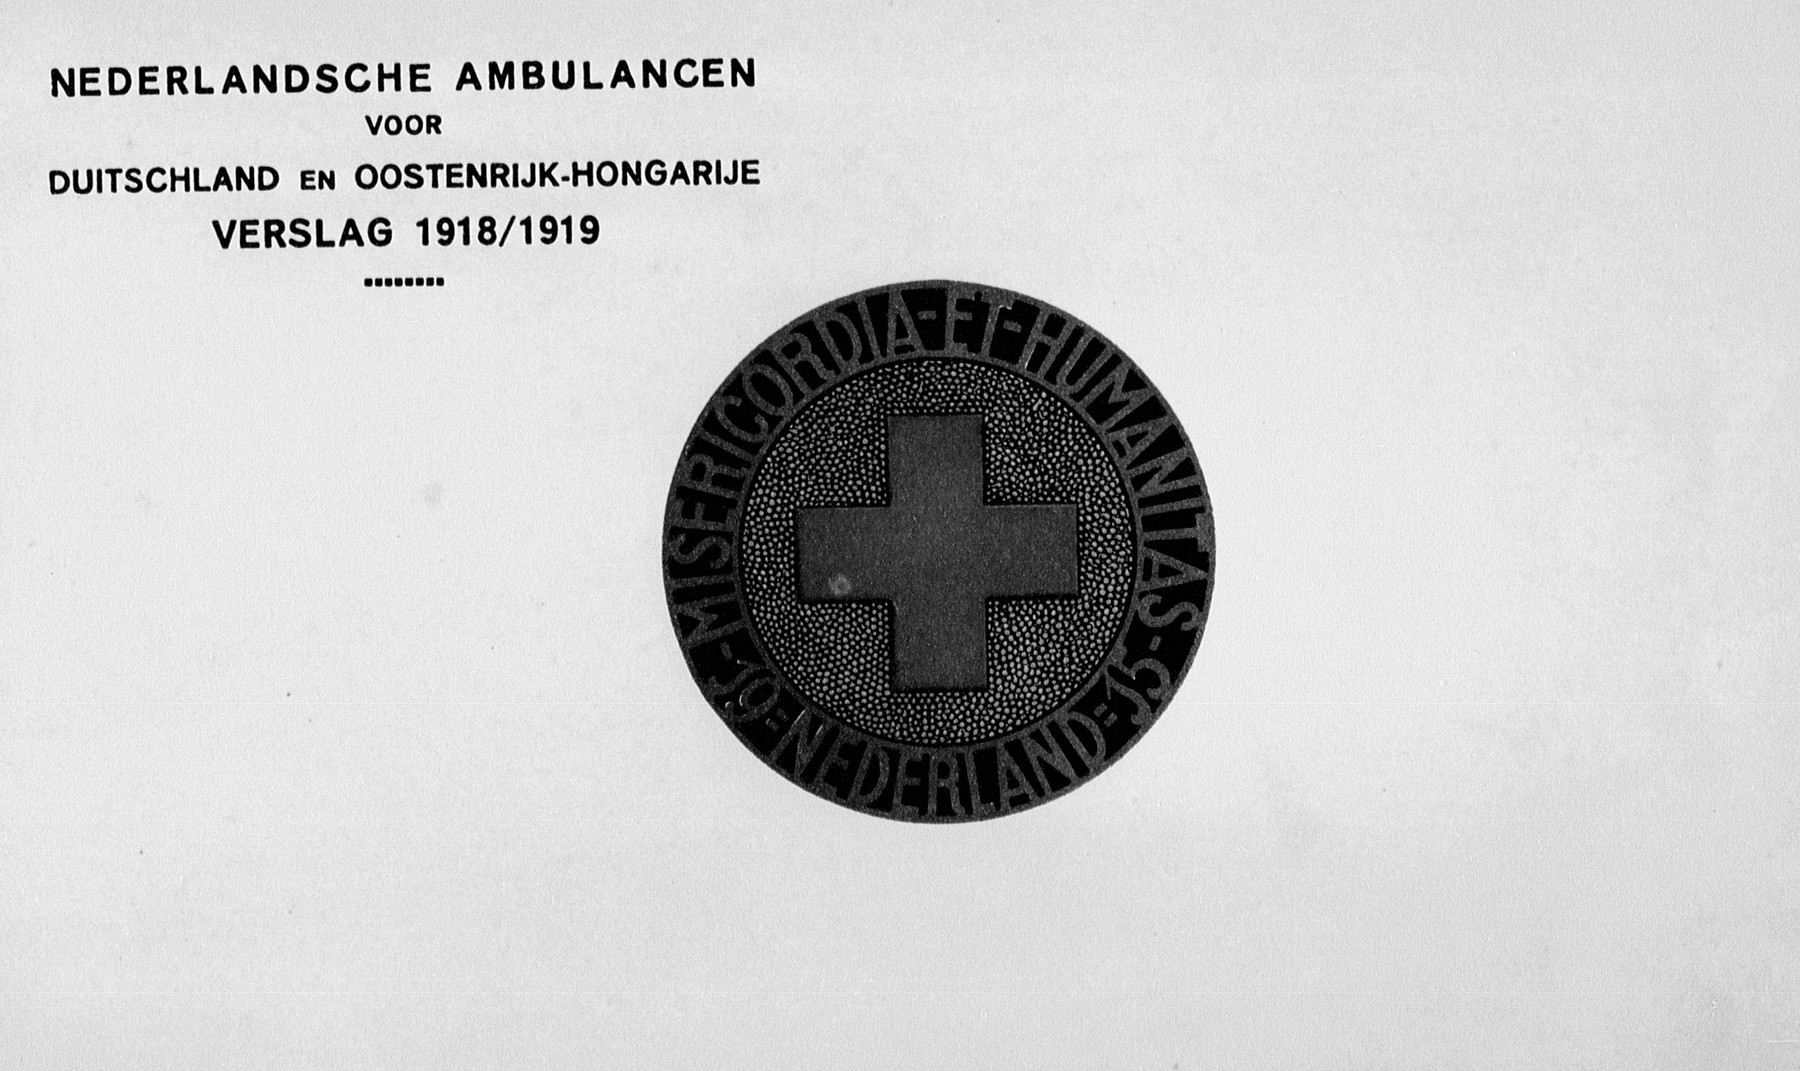 NEDERLANDSCHE AMBULANCEN
VOOR
DUITSCHLAND EN OOSTENRIJK-HONGARIJE
VERSLAG 1918/1919
MISERICORDIA-ET-HUMANITAS-
-19=NEDERLAND=15